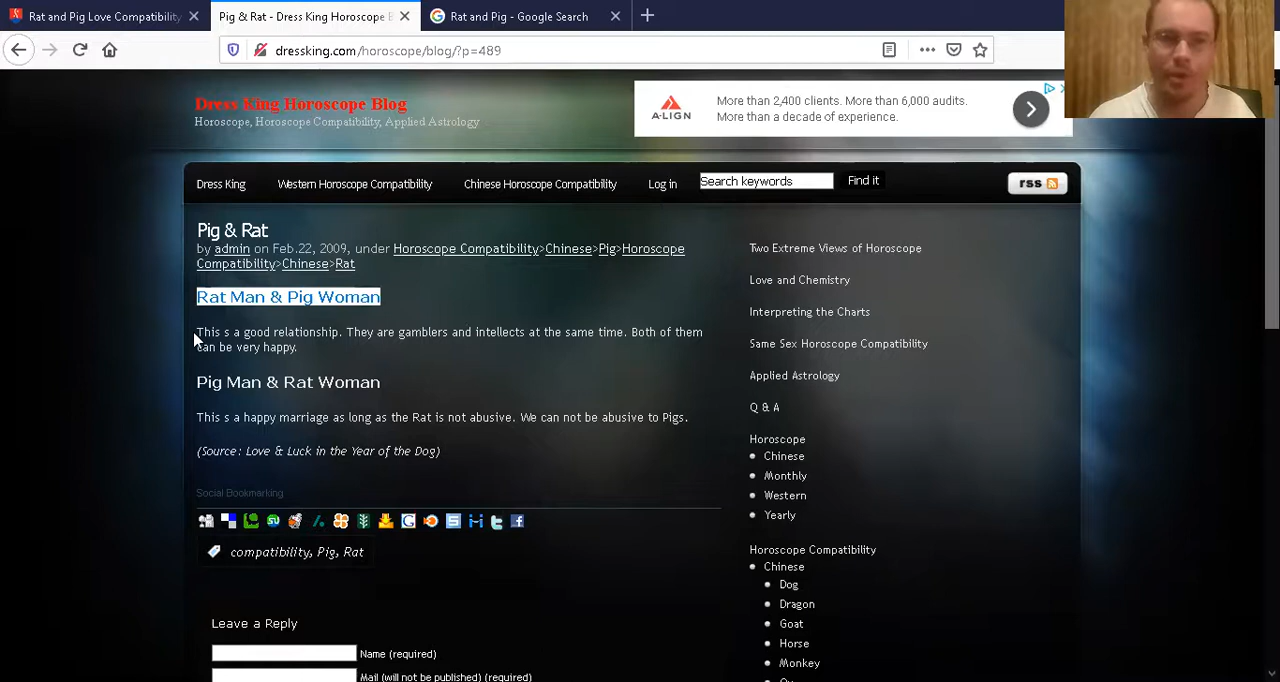 Rat and Pig Love Compatibility
Pig & Rat - Dress King Horoscope B
Rat and Pig - Google Search
dressking.com/horoscope/blog/?p=489
Dress King Horoscope Blog
Horoscope, Horoscope Compatibility, Applied Astrology
A-LIGN
More than 2,400 clients. More than 6,000 audits.
More than a decade of experience.
Dress King
Western Horoscope Compatibility
Chinese Horoscope Compatibility
Log in
Search keywords
Find it
rss
Pig & Rat
by admin on Feb.22, 2009, under Horoscope Compatibility>Chinese>Pig>Horoscope
Compatibility>Chinese>Rat
Rat Man & Pig Woman
This s a good relationship. They are gamblers and intellects at the same time. Both of them
can be very happy.
Pig Man & Rat Woman
This s a happy marriage as long as the Rat is not abusive. We can not be abusive to Pigs.
(Source: Love & Luck in the Year of the Dog)
Social Bookmarking
compatibility, Pig, Rat
Leave a Reply
Name (required)
Mail (will not be published) (required)
Two Extreme Views of Horoscope
Love and Chemistry
Interpreting the Charts
Same Sex Horoscope Compatibility
Applied Astrology
Q & A
Horoscope
Chinese
Monthly
Western
Yearly
Horoscope Compatibility
Chinese
Dog
Dragon
Goat
Horse
Monkey